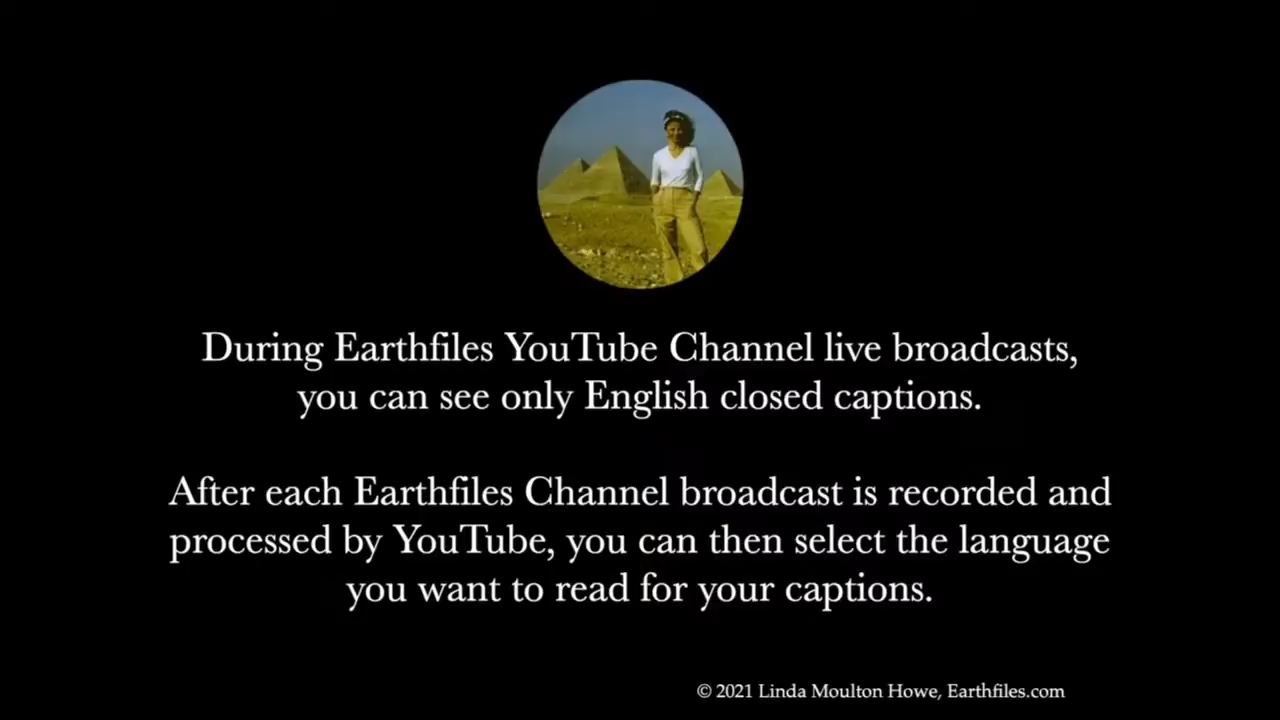 During Earthfiles YouTube Channel live broadcasts,
you can see only English closed captions.
After each Earthfiles Channel broadcast is recorded and
processed by YouTube, you can then select the language
you want to read for your captions.
© 2021 Linda Moulton Howe, Earthfiles.com